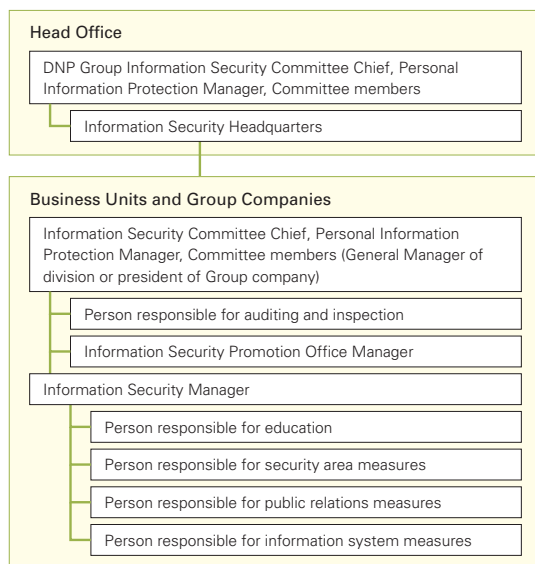 Head Office
DNP Group Information Security Committee Chief, Personal
Information Protection Manager, Committee members
Information Security Headquarters
Business Units and Group Companies
Information Security Committee Chief, Personal Information
Protection Manager, Committee members (General Manager of
division or president of Group company)
Person responsible for auditing and inspection
Information Security Promotion Office Manager
Information Security Manager
Person responsible for education
Person responsible for security area measures
Person responsible for public relations measures
Person responsible for information system measures